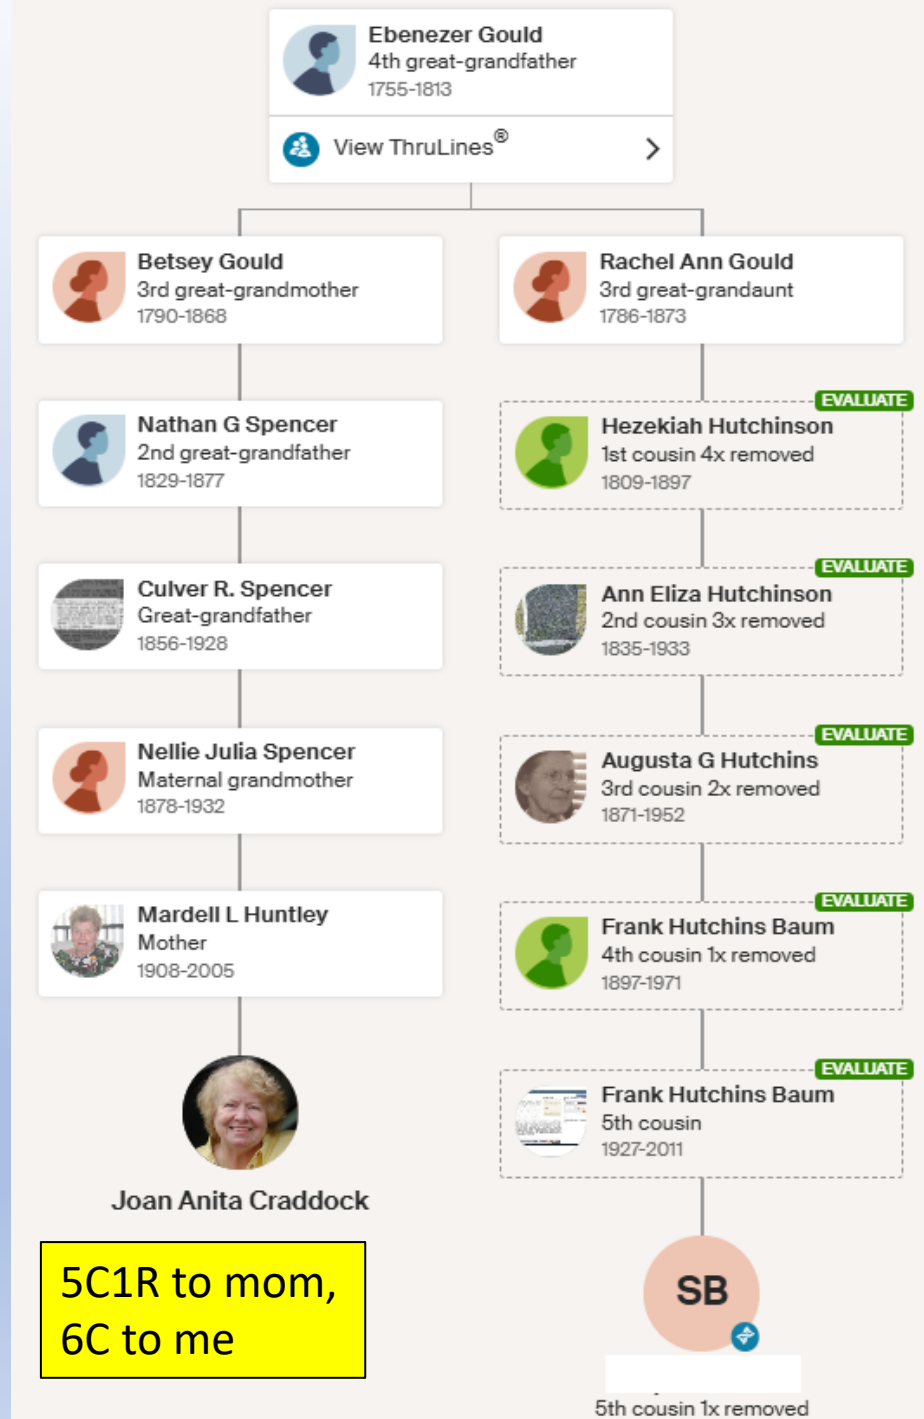 Ebenezer Gould
4th great-grandfather
1755-1813
View ThruLines®
Betsey Gould
3rd great-grandmother
1790-1868
Rachel Ann Gould
3rd great-grandaunt
1786-1873
Nathan G Spencer
2nd great-grandfather
1829-1877
EVALUATE
Hezekiah Hutchinson
1st cousin 4x removed
1809-1897
Culver R. Spencer
Great-grandfather
1856-1928
EVALUATE
Ann Eliza Hutchinson
2nd cousin 3x removed
1835-1933
Nellie Julia Spencer
Maternal grandmother
1878-1932
EVALUATE
Augusta G Hutchins
3rd cousin 2x removed
1871-1952
Mardell L Huntley
Mother
1908-2005
EVALUATE
Frank Hutchins Baum
4th cousin 1x removed
1897-1971
Joan Anita Craddock
EVALUATE
Frank Hutchins Baum
5th cousin
1927-2011
5C1R to mom,
6C to me
SB
5th cousin 1x removed